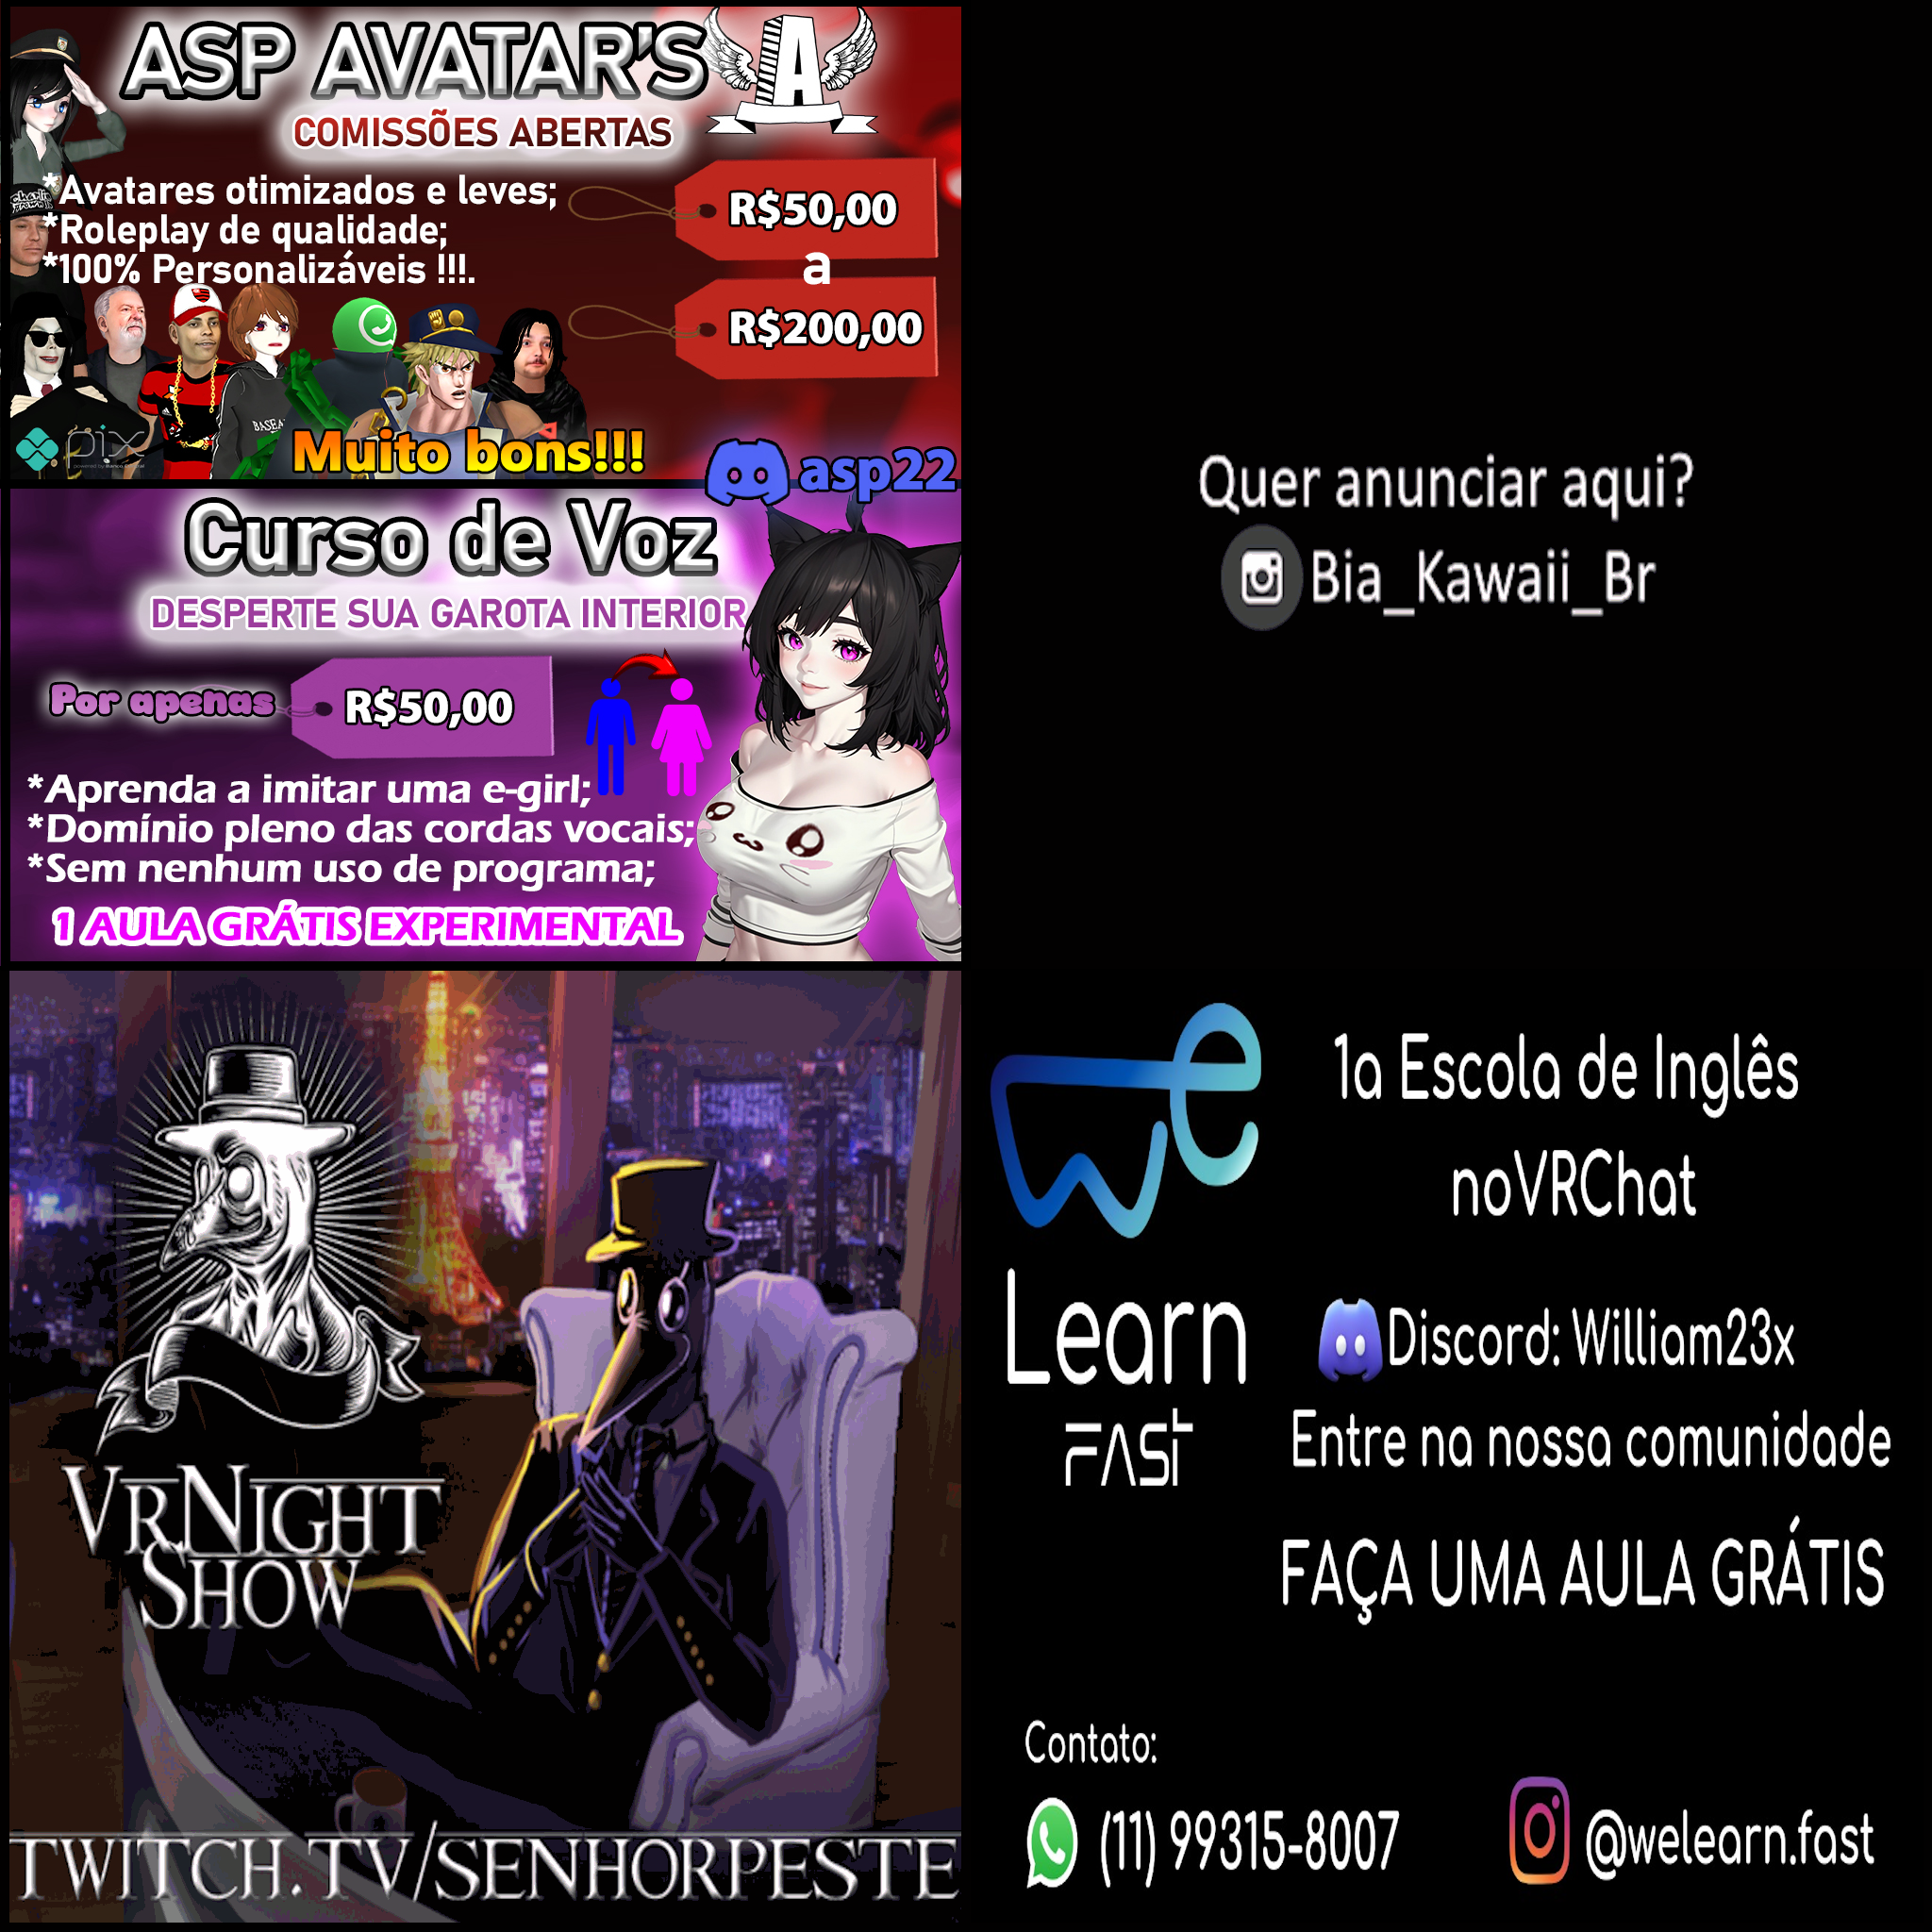 ASP AVATAR'S
A
COMISSÕES ABERTAS
*Avatares otimizados e leves;
*Roleplay de qualidade;
*100% Personalizáveis !!!.
R$50,00
a
R$200,00
pix
Muito bons!!!
asp22
Curso de Voz
DESPERTE SUA GAROTA INTERIOR
Por apenas
R$50,00
*Aprenda a imitar uma e-girl;
*Domínio pleno das cordas vocais;
*Sem nenhum uso de programa;
1 AULA GRÁTIS EXPERIMENTAL
Quer anunciar aqui?
Bia_Kawaii_Br
VRNIGHT
SHOW
TWITCH.TV/SENHORPESTE
we
Learn
FAST
1a Escola de Inglês
noVRChat
Discord: William23x
Entre na nossa comunidade
FAÇA UMA AULA GRÁTIS
Contato:
(11) 99315-8007
@welearn.fast